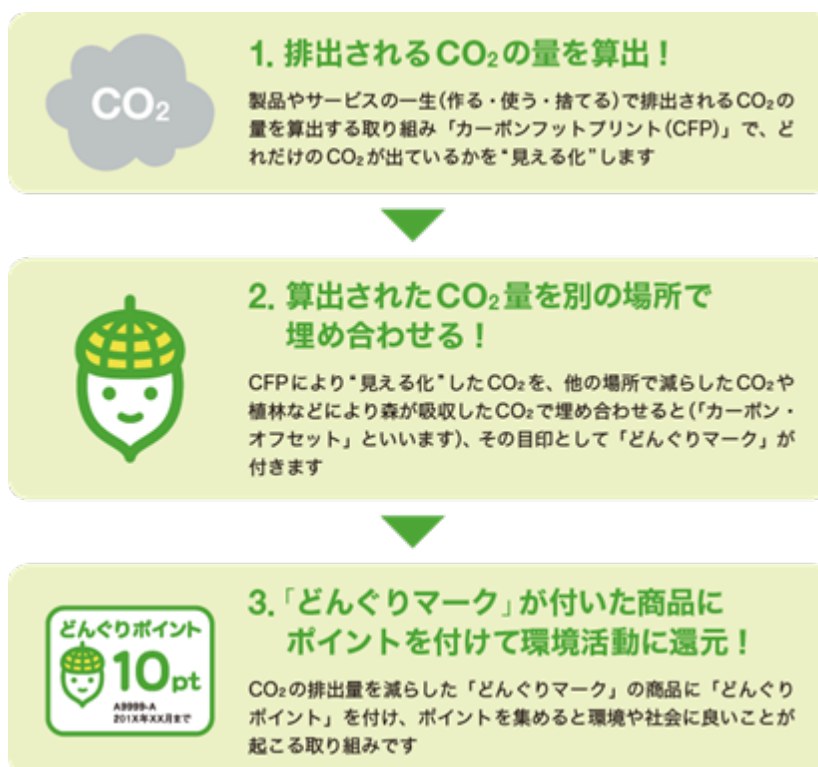 CO₂
1. 排出されるCO₂の量を算出！
製品やサービスの一生(作る・使う・捨てる)で排出されるCO₂の
量を算出する取り組み「カーボンフットプリント(CFP)」で、ど
れだけのCO₂が出ているかを“見える化”します
2. 算出されたCO₂量を別の場所で
埋め合わせる！
CFPにより“見える化”したCO₂を、他の場所で減らしたCO₂や
植林などにより森が吸収したCO₂で埋め合わせると(「カーボン・
オフセット」といいます)、その目印として「どんぐりマーク」が
付きます
どんぐりポイント
10pt
A9999-A
201X年XX月まで
3.「どんぐりマーク」が付いた商品に
ポイントを付けて環境活動に還元！
CO₂の排出量を減らした「どんぐりマーク」の商品に「どんぐり
ポイント」を付け、ポイントを集めると環境や社会に良いことが
起こる取り組みです